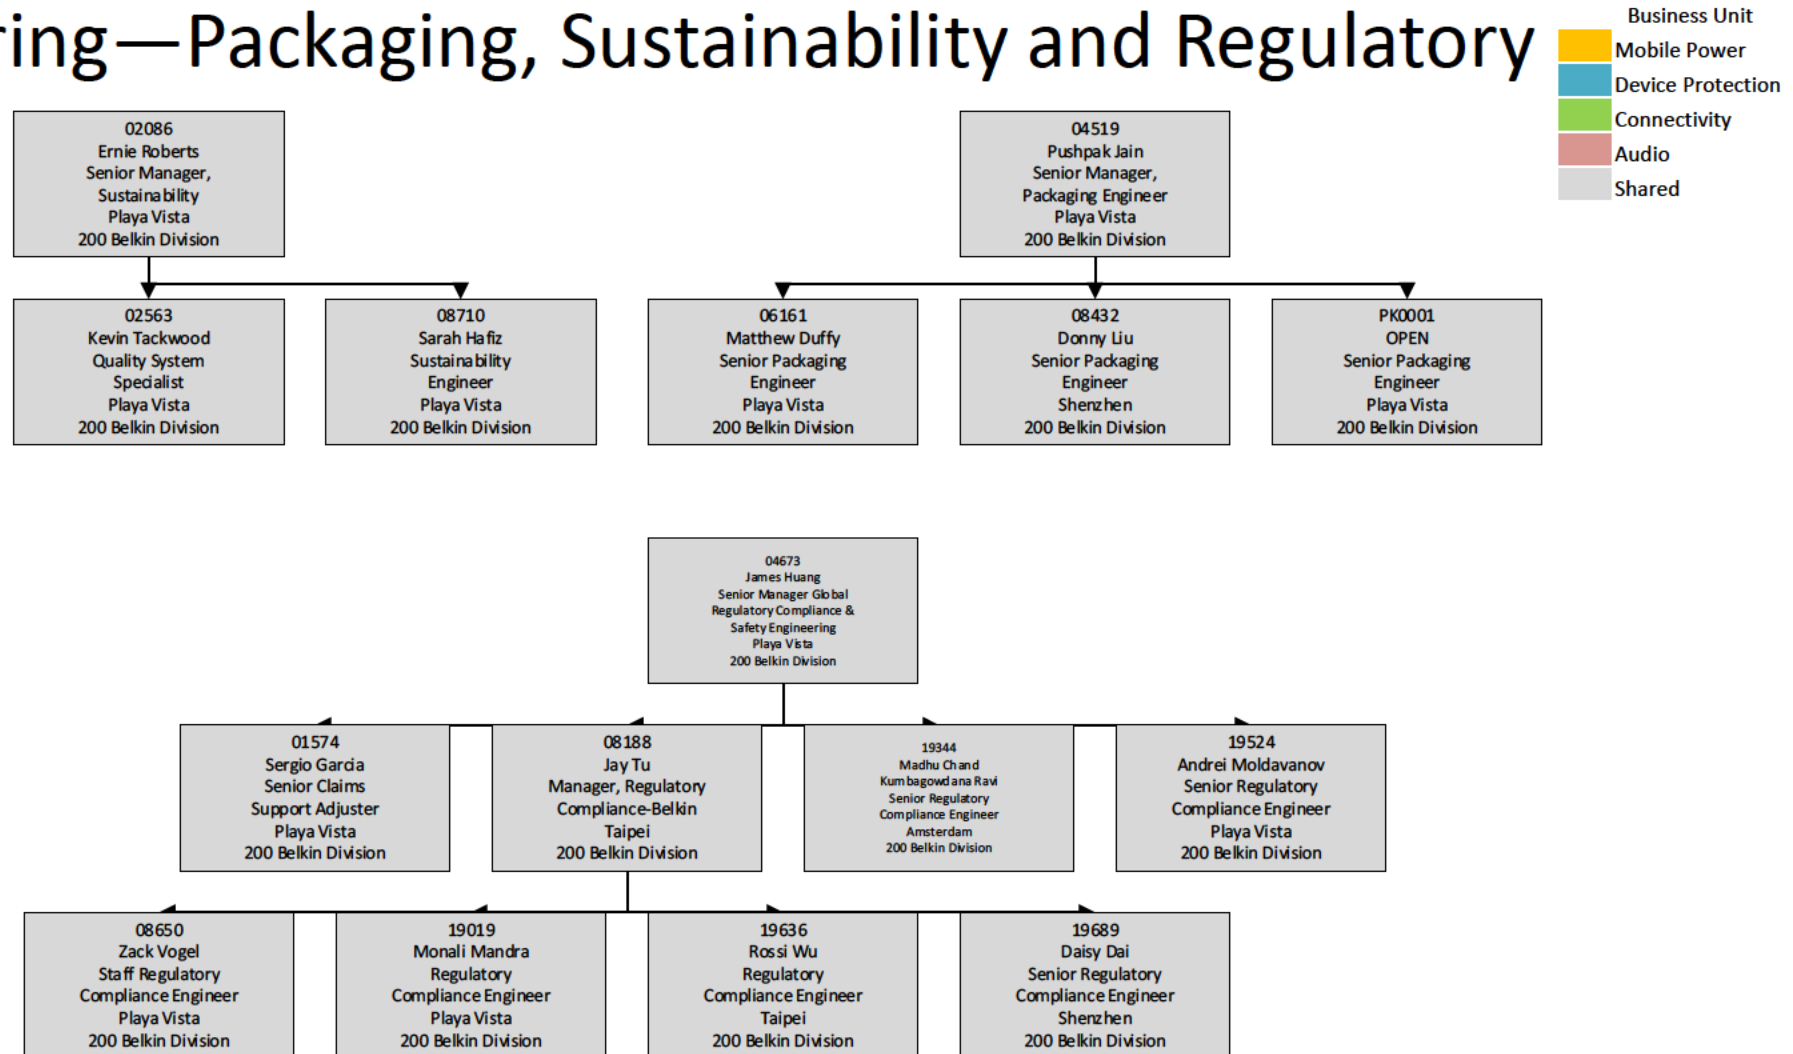 ring—Packaging, Sustainability and Regulatory
Business Unit
Mobile Power
Device Protection
Connectivity
Audio
Shared
02086
Ernie Roberts
Senior Manager,
Sustainability
Playa Vista
200 Belkin Division
04519
Pushpak Jain
Senior Manager,
Packaging Engineer
Playa Vista
200 Belkin Division
02563
Kevin Tackwood
Quality System
Specialist
Playa Vista
200 Belkin Division
08710
Sarah Hafiz
Sustainability
Engineer
Playa Vista
200 Belkin Division
06161
Matthew Duffy
Senior Packaging
Engineer
Playa Vista
200 Belkin Division
08432
Donny Liu
Senior Packaging
Engineer
Shenzhen
200 Belkin Division
PK0001
OPEN
Senior Packaging
Engineer
Playa Vista
200 Belkin Division
04673
James Huang
Senior Manager Global
Regulatory Compliance &
Safety Engineering
Playa Vista
200 Belkin Division
01574
Sergio Garcia
Senior Claims
Support Adjuster
Playa Vista
200 Belkin Division
08188
Jay Tu
Manager, Regulatory
Compliance-Belkin
Taipei
200 Belkin Division
19344
Madhu Chand
Kumbagowdana Ravi
Senior Regulatory
Compliance Engineer
Amsterdam
200 Belkin Division
19524
Andrei Moldavanov
Senior Regulatory
Compliance Engineer
Playa Vista
200 Belkin Division
08650
Zack Vogel
Staff Regulatory
Compliance Engineer
Playa Vista
200 Belkin Division
19019
Monali Mandra
Regulatory
Compliance Engineer
Playa Vista
200 Belkin Division
19636
Rossi Wu
Regulatory
Compliance Engineer
Taipei
200 Belkin Division
19689
Daisy Dai
Senior Regulatory
Compliance Engineer
Shenzhen
200 Belkin Division